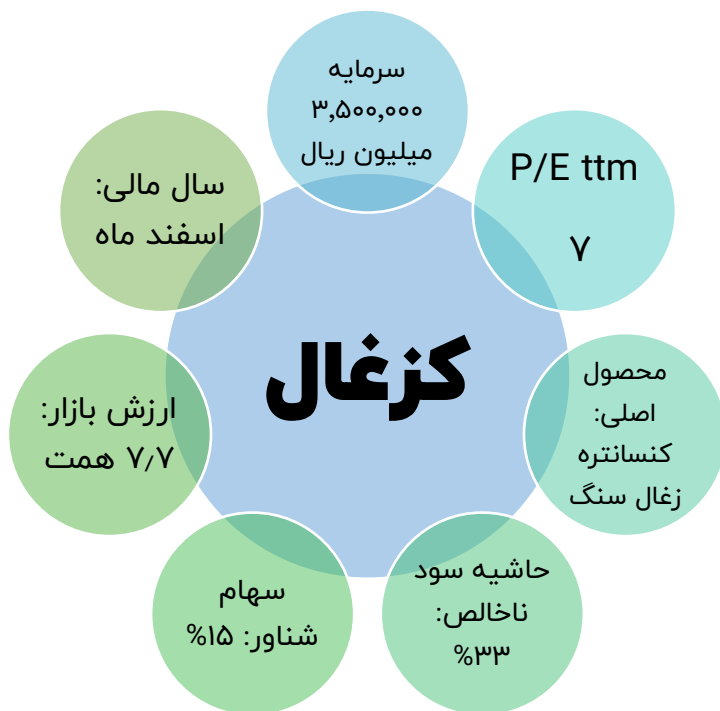 سرمایه
۳,۵۰۰,۰۰۰
میلیون ریال
P/E ttm
۷
محصول
اصلی:
کنسانتره
زغال سنگ
حاشیه سود
ناخالص:
%۳۳
سهام
شناور: ۱۵%
ارزش بازار:
۷٫۷ همت
سال مالی:
اسفند ماه
کزغال